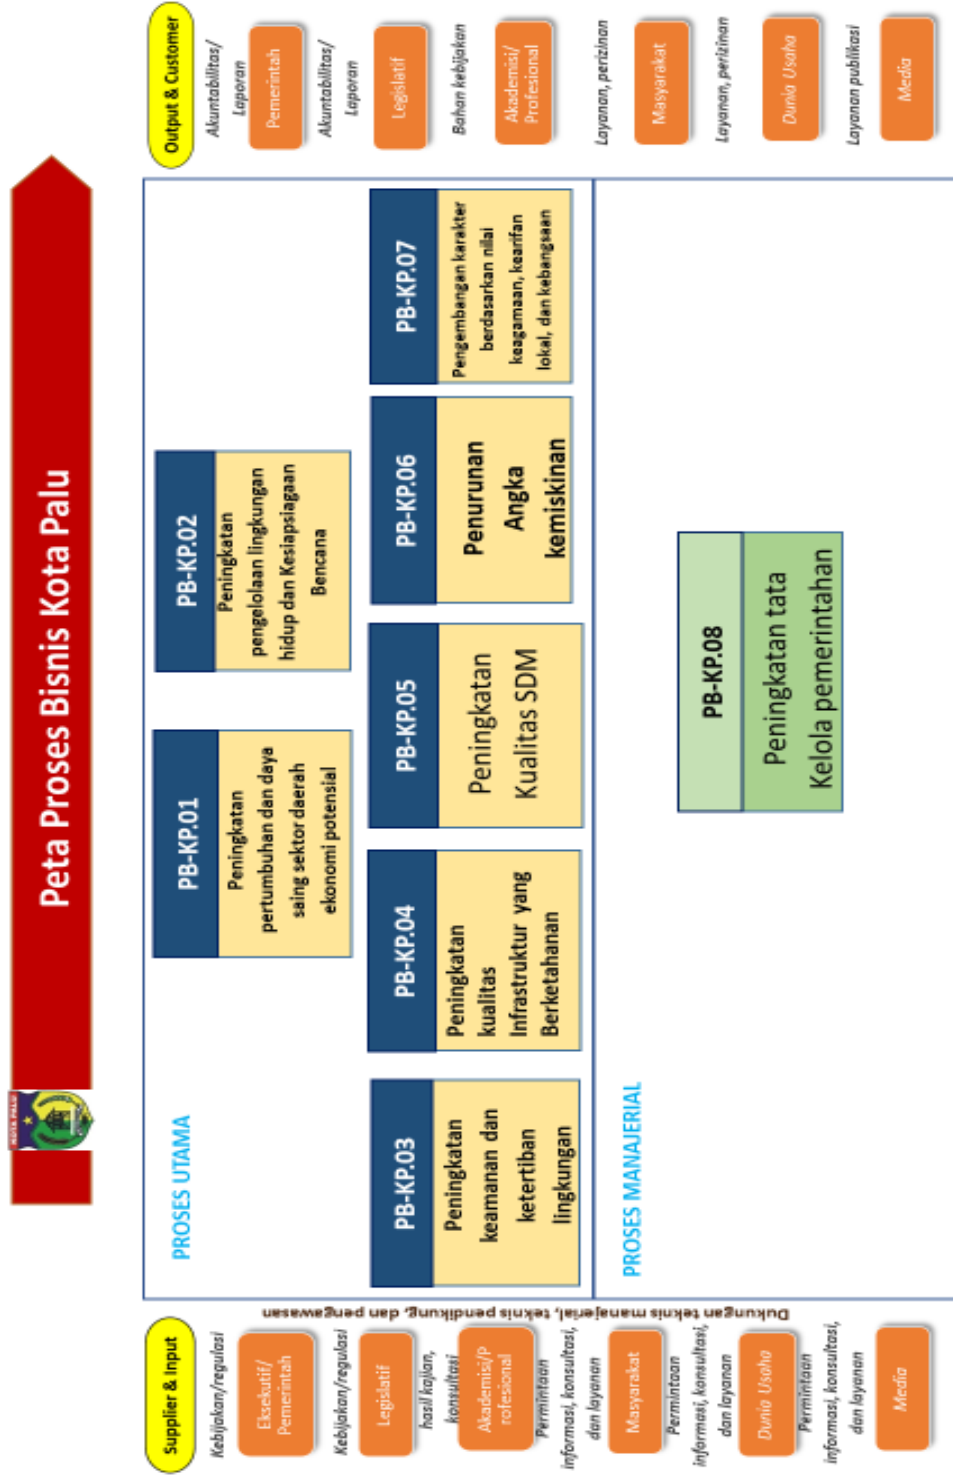 Peta Proses Bisnis Kota Palu
KOTA PALU
Supplier & Input
Kebijakan/regulasi
Eksekutif/
Pemerintah
Kebijakan/regulasi
Legislatif
hasil kajian,
konsultasi
Akademisi/P
rofesional
Permintaan
informasi, konsultasi,
dan layanan
Masyarakat
Permintaan
informasi, konsultasi,
dan layanan
Dunia Usaha
Permintaan
informasi, konsultasi,
dan layanan
Media
Dukungan teknis manajerial, teknis pendikung, dan pengawasan
PROSES UTAMA
PB-KP.01
Peningkatan
pertumbuhan dan daya
saing sektor daerah
ekonomi potensial
PB-KP.02
Peningkatan
pengelolaan lingkungan
hidup dan Kesiapsiagaan
Bencana
PB-KP.03
Peningkatan
keamanan dan
ketertiban
lingkungan
PB-KP.04
Peningkatan
kualitas
Infrastruktur yang
Berketahanan
PB-KP.05
Peningkatan
Kualitas SDM
PB-KP.06
Penurunan
Angka
kemiskinan
PB-KP.07
Pengembangan karakter
berdasarkan nilai
keagamaan, kearifan
lokal, dan kebangsaan
PROSES MANAJERIAL
PB-KP.08
Peningkatan tata
Kelola pemerintahan
Output & Customer
Akuntabilitas/
Laporan
Pemerintah
Akuntabilitas/
Laporan
Legislatif
Bahan kebijakan
Akademisi/
Profesional
Layanan, perizinan
Masyarakat
Layanan, perizinan
Dunia Usaha
Layanan publikasi
Media